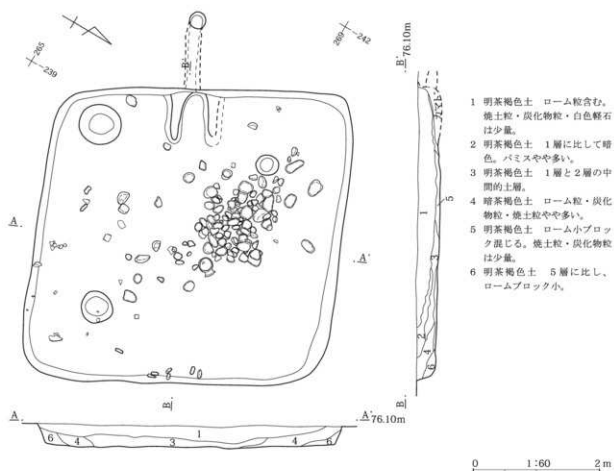 265
-239
269
-242
B'
76.10m
B'
1 明茶褐色土 ローム粒含む。
焼土粒・炭化物粒・白色軽石
は少量。
2 明茶褐色土 1層に比して暗
色。パミスやや多い。
3 明茶褐色土 1層と2層の中
間的土層。
4 暗茶褐色土 ローム粒・炭化
物粒・焼土粒やや多い。
5 明茶褐色土 ローム小ブロッ
ク混じる。焼土粒・炭化物粒
は少量。
6 明茶褐色土 5層に比し、
ロームブロック小。
1
5
3
2
4
6
A
A'
B
B
A
A' 76.10m
6 4 3 1 4 6
0 1:60 2m